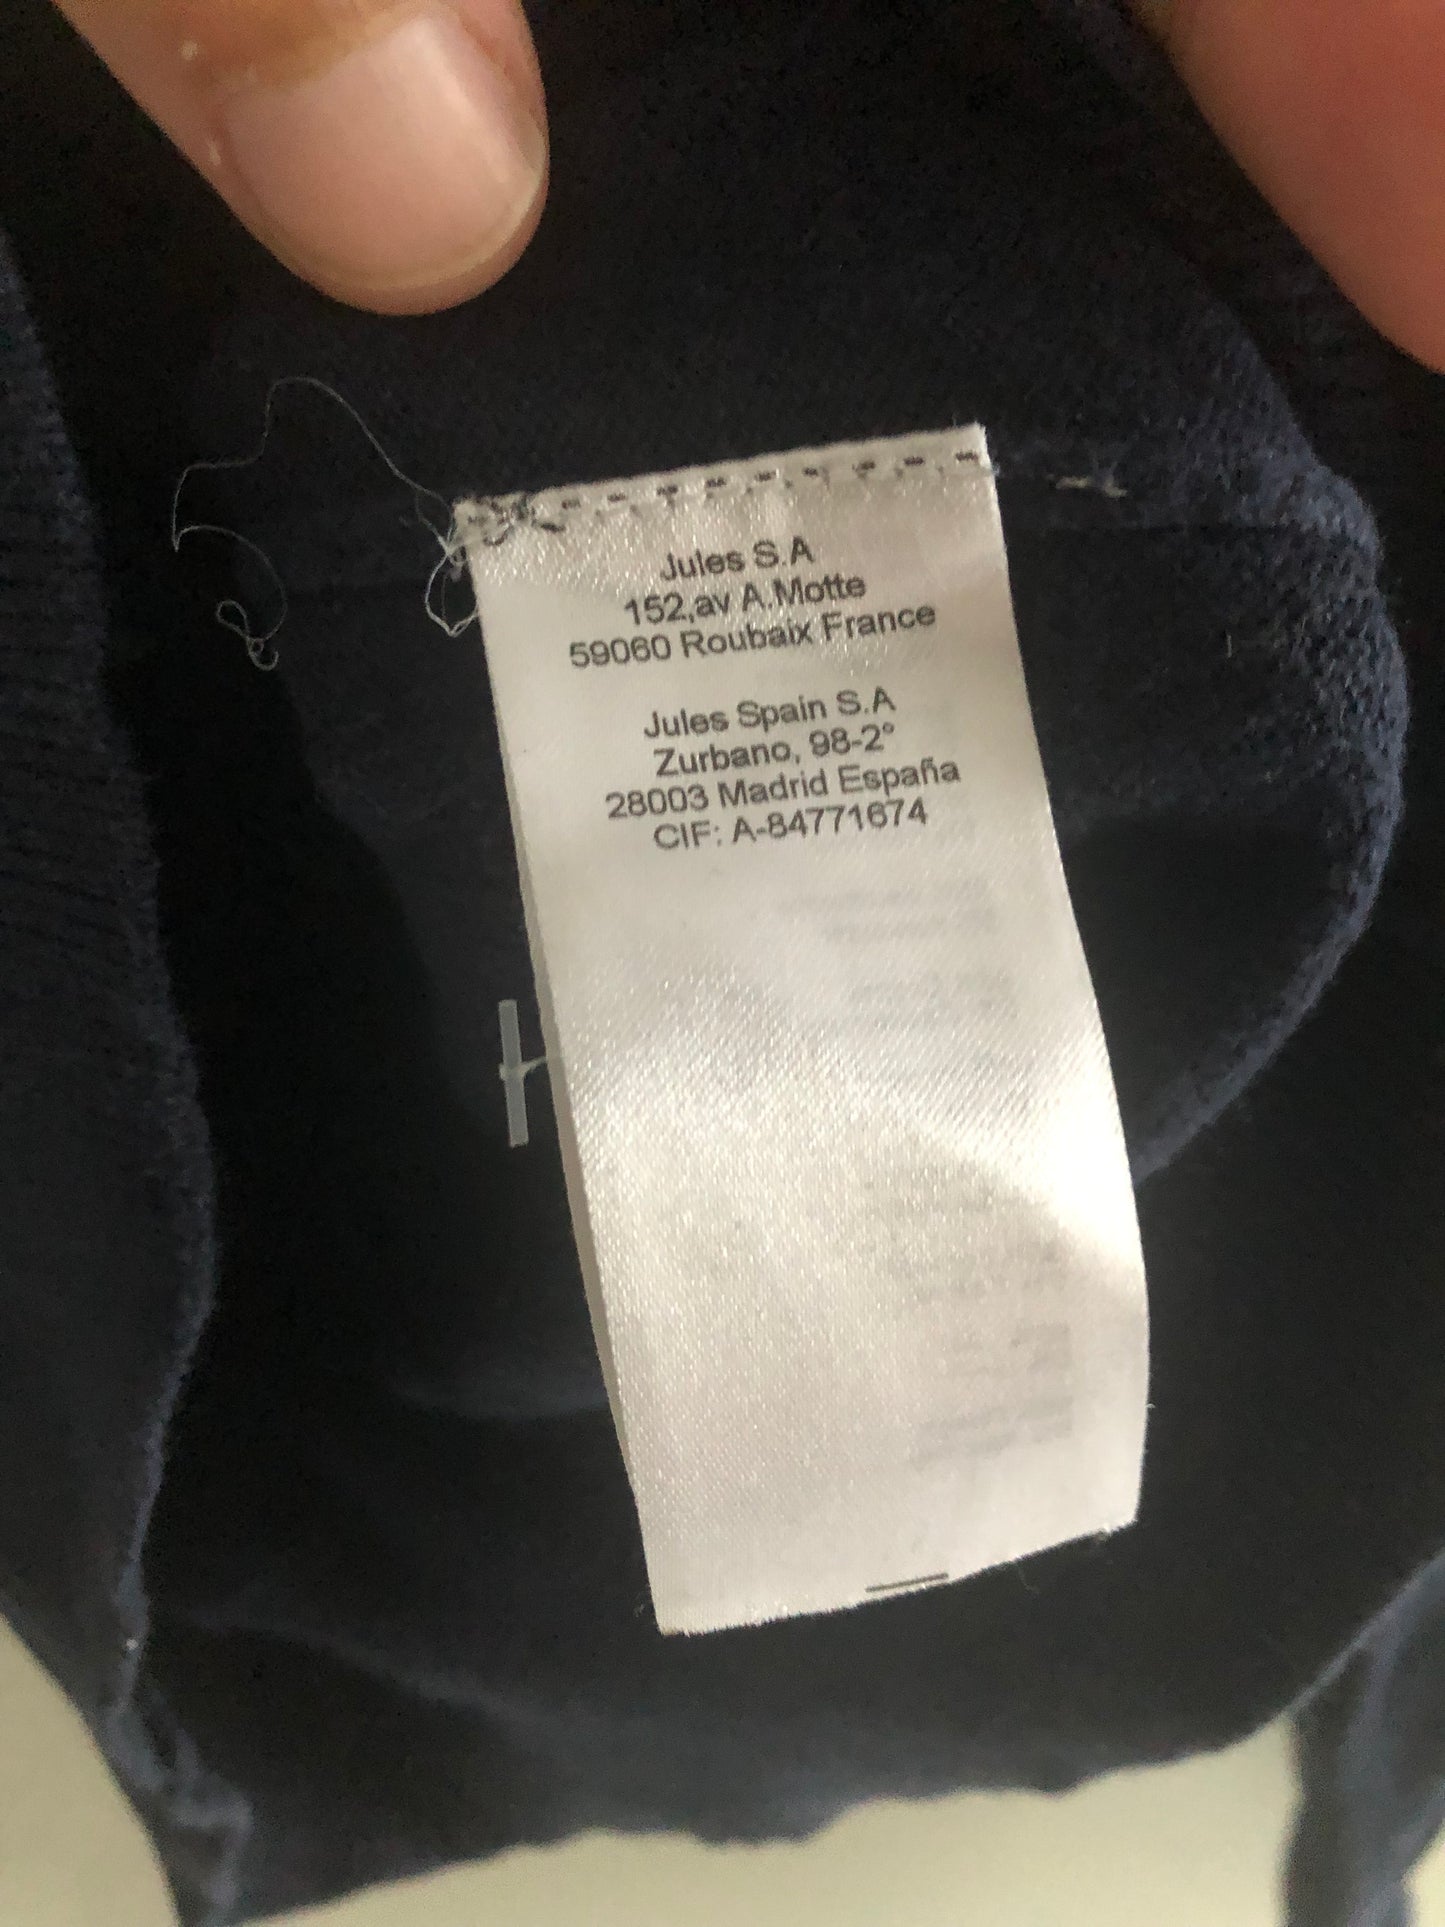 Jules S.A
152,av A.Motte
59060 Roubaix France
Jules Spain S.A
Zurbano, 98-2°
28003 Madrid España
CIF: A-84771674